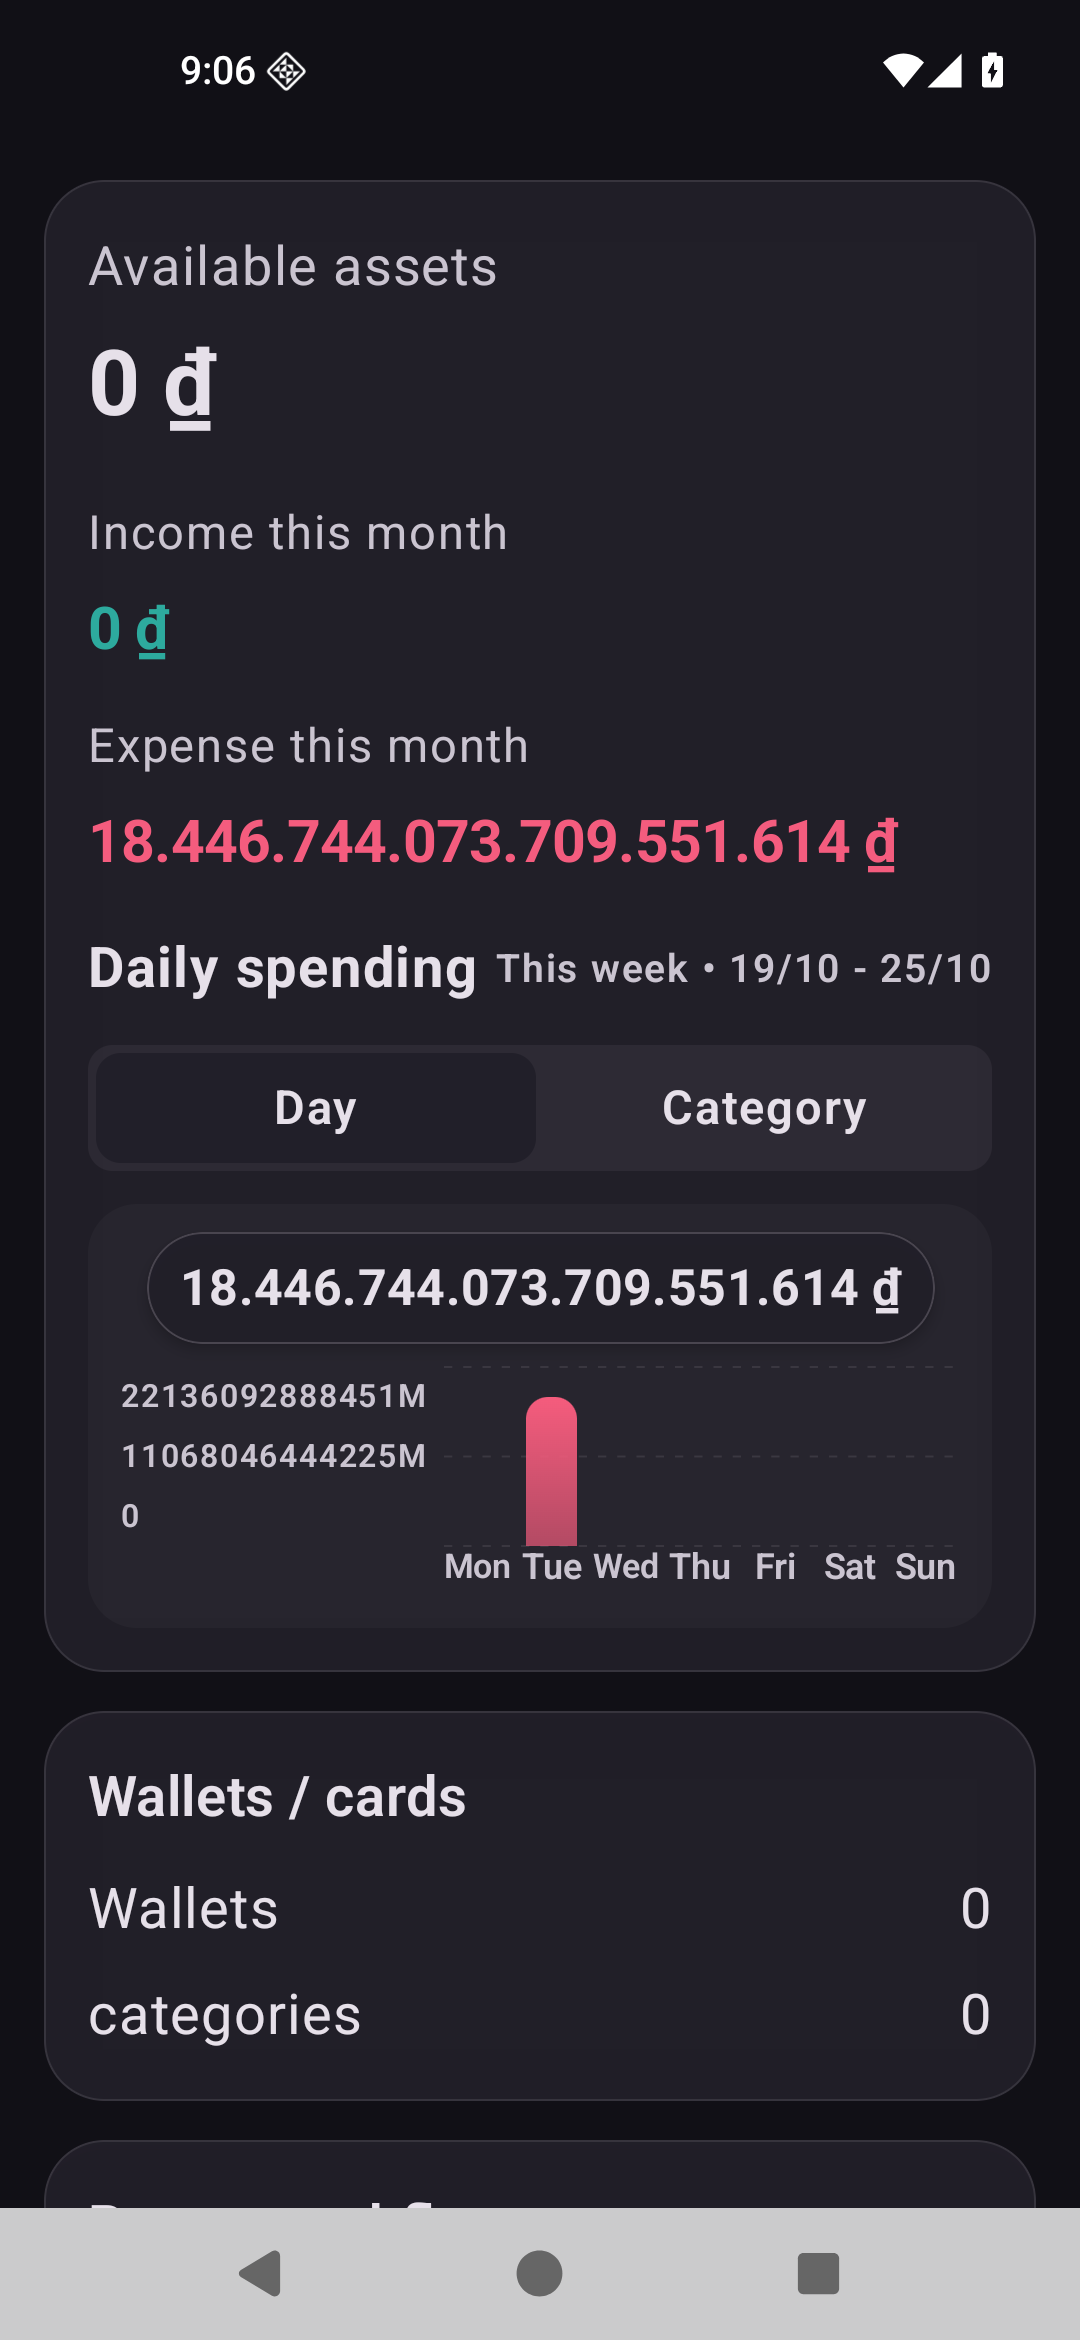 9:06
Available assets
0 ₫
Income this month
0 ₫
Expense this month
18.446.744.073.709.551.614 ₫
Daily spending This week • 19/10 - 25/10
Day Category
18.446.744.073.709.551.614 ₫
22136092888451M
11068046444225M
0
Mon Tue Wed Thu Fri Sat Sun
Wallets / cards
Wallets 0
categories 0